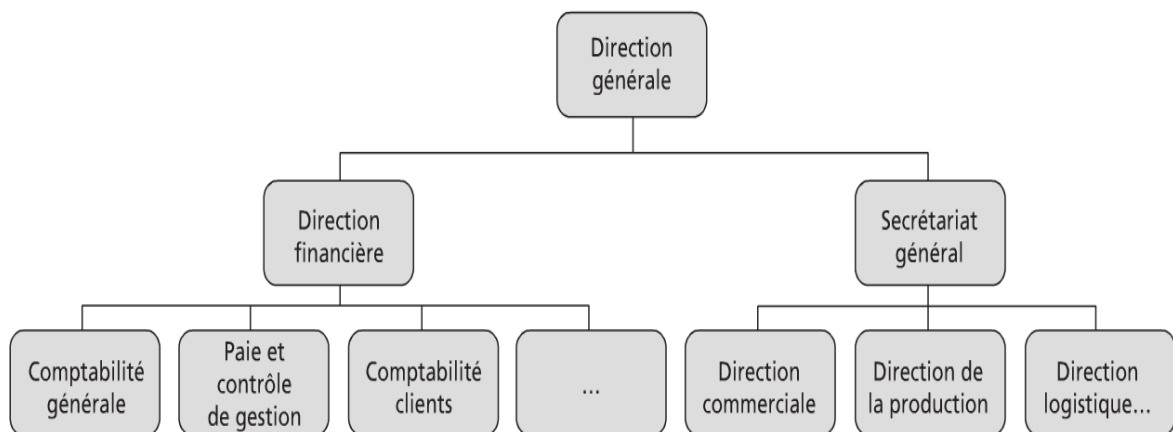 Direction
générale
Direction
financière
Secrétariat
général
Comptabilité
générale
Paie et
contrôle
de gestion
Comptabilité
clients
...
Direction
commerciale
Direction de
la production
Direction
logistique...